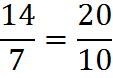 14/7 = 20/10